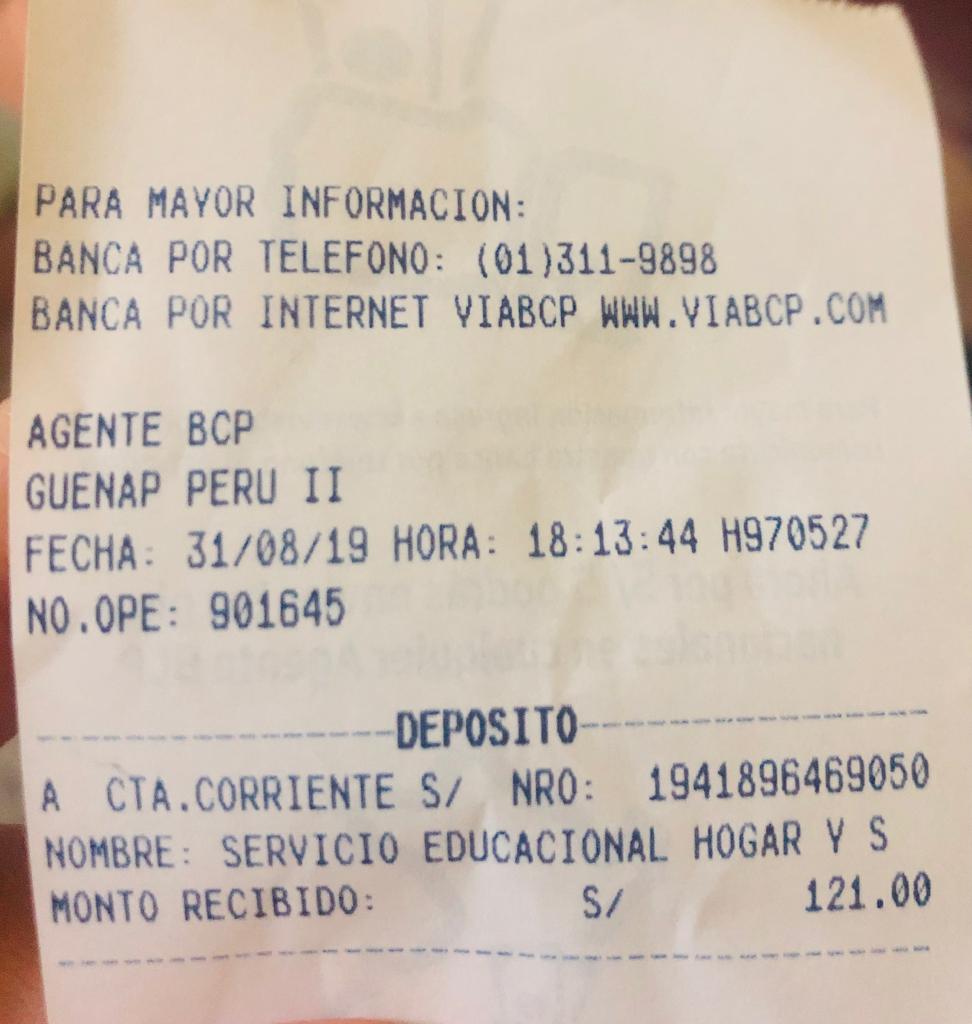 PARA MAYOR INFORMACION:
BANCA POR TELEFONO: (01)311-9898
BANCA POR INTERNET VIABCP WWW.VIABCP.COM
AGENTE BCP
GUENAP PERU II
FECHA: 31/08/19 HORA: 18:13:44 H970527
NO.OPE: 901645
DEPOSITO
A CTA.CORRIENTE S/ NRO: 1941896469050
NOMBRE: SERVICIO EDUCACIONAL HOGAR Y S
MONTO RECIBIDO: S/ 121.00